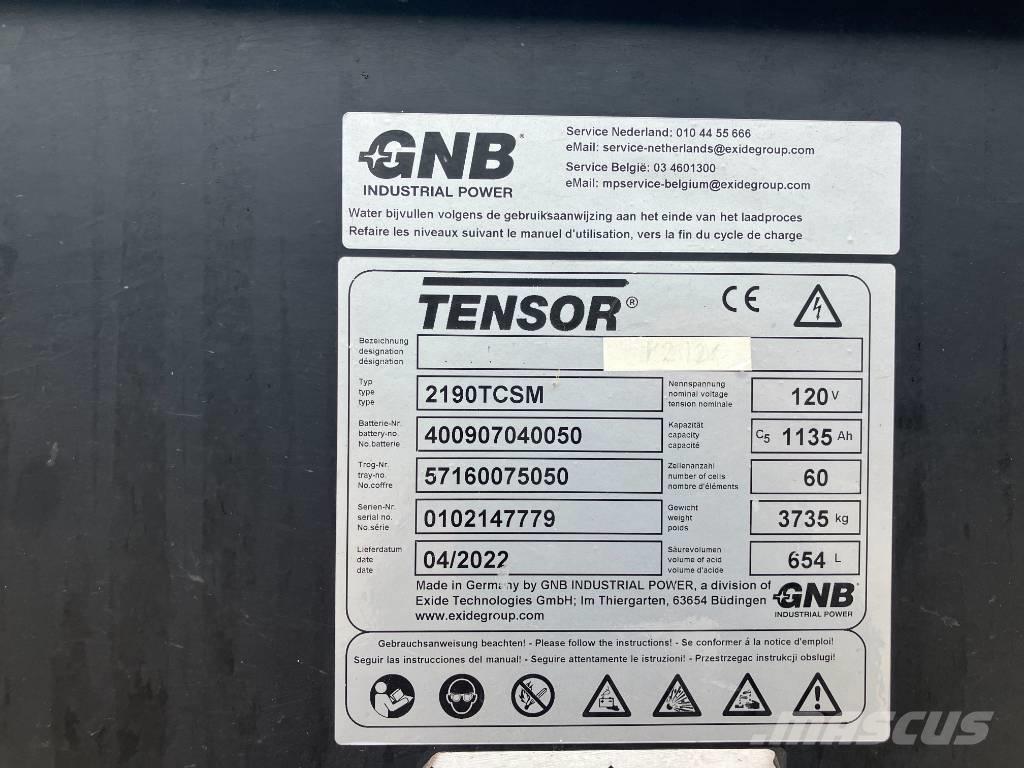 GNB®
INDUSTRIAL POWER
Service Nederland: 010 44 55 666
eMail: service-netherlands@exidegroup.com
Service België: 03 4601300
eMail: mpservice-belgium@exidegroup.com
Water bijvullen volgens de gebruiksaanwijzing aan het einde van het laadproces
Refaire les niveaux suivant le manuel d'utilisation, vers la fin du cycle de charge
TENSOR®
CE
Bezeichnung
designation
désignation
Typ
type
type
2190TCSM
Nennspannung
nominal voltage
tension nominale
120 V
Batterie-Nr.
battery-no.
No.batterie
400907040050
Kapazität
capacity
capacité
C5 1135 Ah
Trog-Nr.
tray-no.
No.coffre
57160075050
Zellenanzahl
number of cells
nombre d'éléments
60
Serien-Nr.
serial no.
No.série
0102147779
Gewicht
weight
poids
3735 kg
Lieferdatum
date
date
04/2022
Säurevolumen
volume of acid
volume d'acide
654 L
Made in Germany by GNB INDUSTRIAL POWER, a division of
Exide Technologies GmbH; Im Thiergarten, 63654 Büdingen
www.exidegroup.com
GNB
INDUSTRIAL POWER
Gebrauchsanweisung beachten! - Please follow the instructions! - Se conformer á la notice d'emploi!
Seguir las instrucciones del manual! - Seguire attentamente le istruzioni! - Przestrzegac instrukcji obslugi!
MASCUS